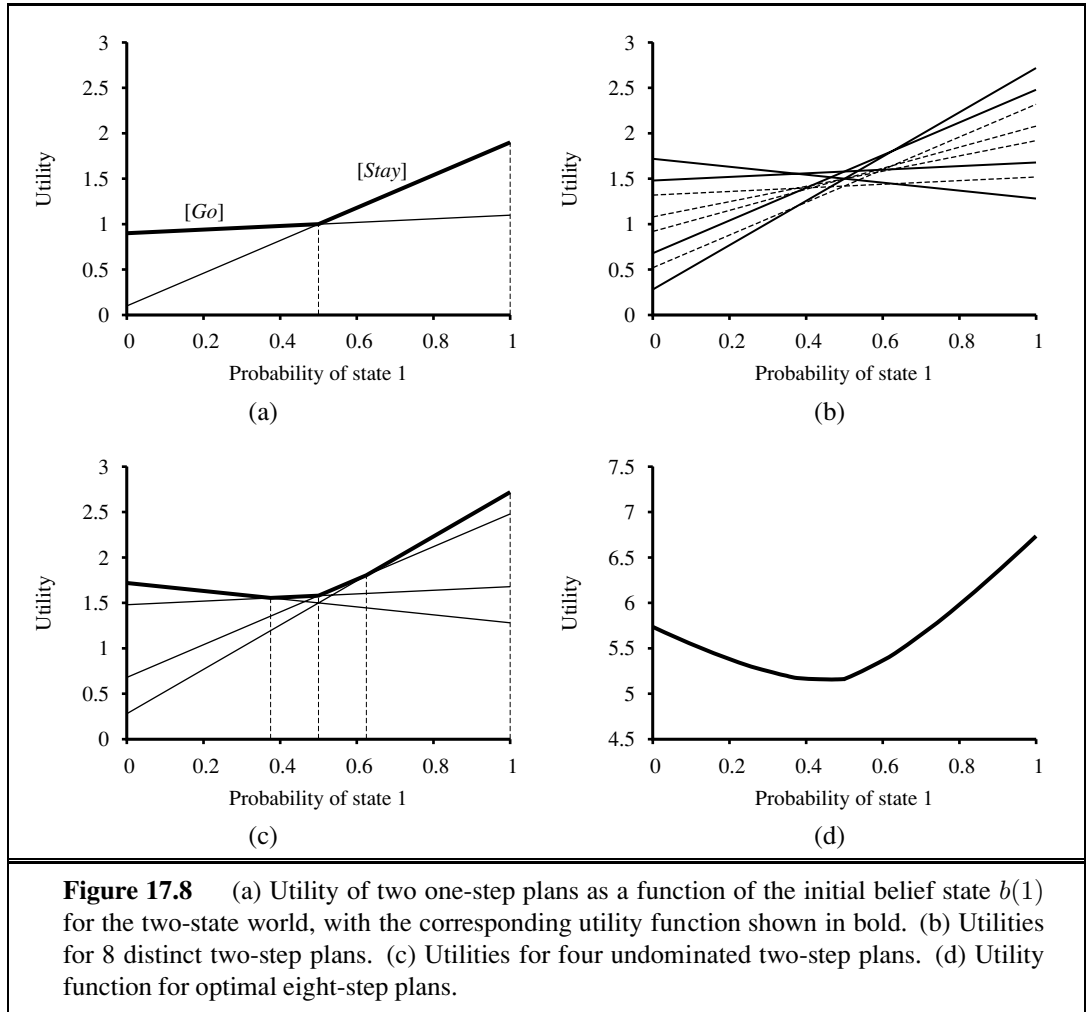 3
2.5
2
1.5
1
0.5
0
Utility
[Go]
[Stay]
0 0.2 0.4 0.6 0.8 1
Probability of state 1
(a)
3
2.5
2
1.5
1
0.5
0
Utility
0 0.2 0.4 0.6 0.8 1
Probability of state 1
(b)
3
2.5
2
1.5
1
0.5
0
Utility
0 0.2 0.4 0.6 0.8 1
Probability of state 1
(c)
7.5
7
6.5
6
5.5
5
4.5
Utility
0 0.2 0.4 0.6 0.8 1
Probability of state 1
(d)
Figure 17.8 (a) Utility of two one-step plans as a function of the initial belief state b(1)
for the two-state world, with the corresponding utility function shown in bold. (b) Utilities
for 8 distinct two-step plans. (c) Utilities for four undominated two-step plans. (d) Utility
function for optimal eight-step plans.